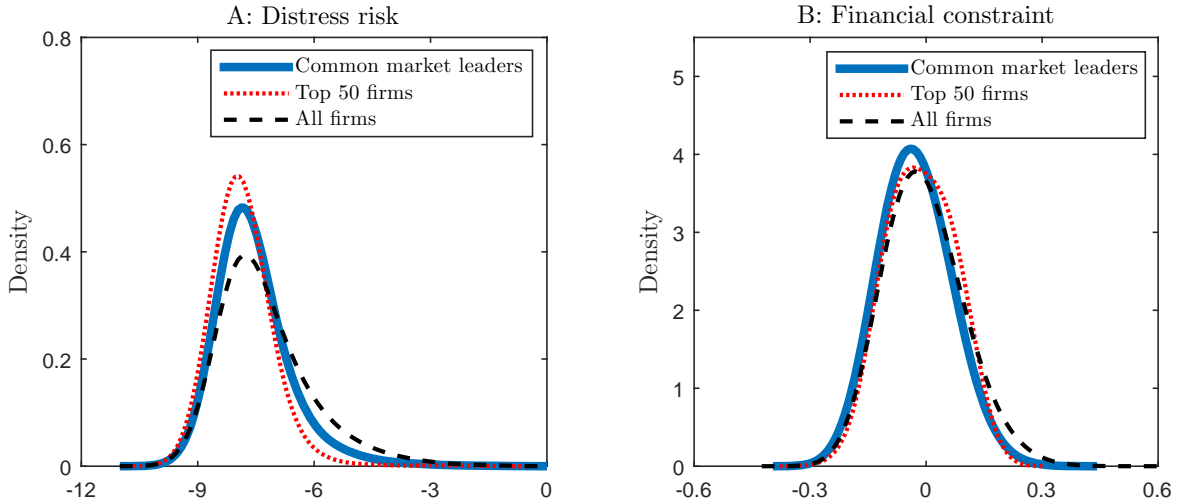 A: Distress risk
0.8
0.6
0.4
0.2
0
Density
Common market leaders
Top 50 firms
All firms
-12
-9
-6
-3
0
B: Financial constraint
5
4
3
2
1
0
Density
Common market leaders
Top 50 firms
All firms
-0.6
-0.3
0
0.3
0.6